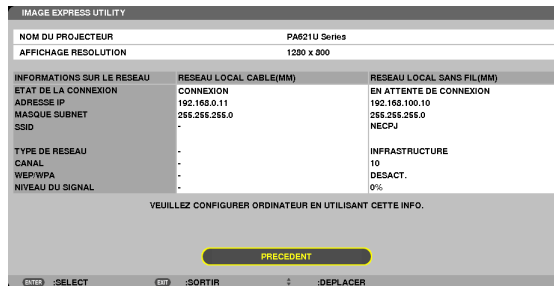 IMAGE EXPRESS UTILITY
NOM DU PROJECTEUR PA621U Series
AFFICHAGE RESOLUTION 1280 x 800
INFORMATIONS SUR LE RESEAU RESEAU LOCAL CABLE(MM) RESEAU LOCAL SANS FIL(MM)
ETAT DE LA CONNEXION CONNEXION EN ATTENTE DE CONNEXION
ADRESSE IP 192.168.0.11 192.168.100.10
MASQUE SUBNET 255.255.255.0 255.255.255.0
SSID - NECPJ
TYPE DE RESEAU - INFRASTRUCTURE
CANAL - 10
WEP/WPA - DESACT.
NIVEAU DU SIGNAL - 0%
VEUILLEZ CONFIGURER ORDINATEUR EN UTILISANT CETTE INFO.
PRECEDENT
ENTER :SELECT EXIT :SORTIR :DEPLACER